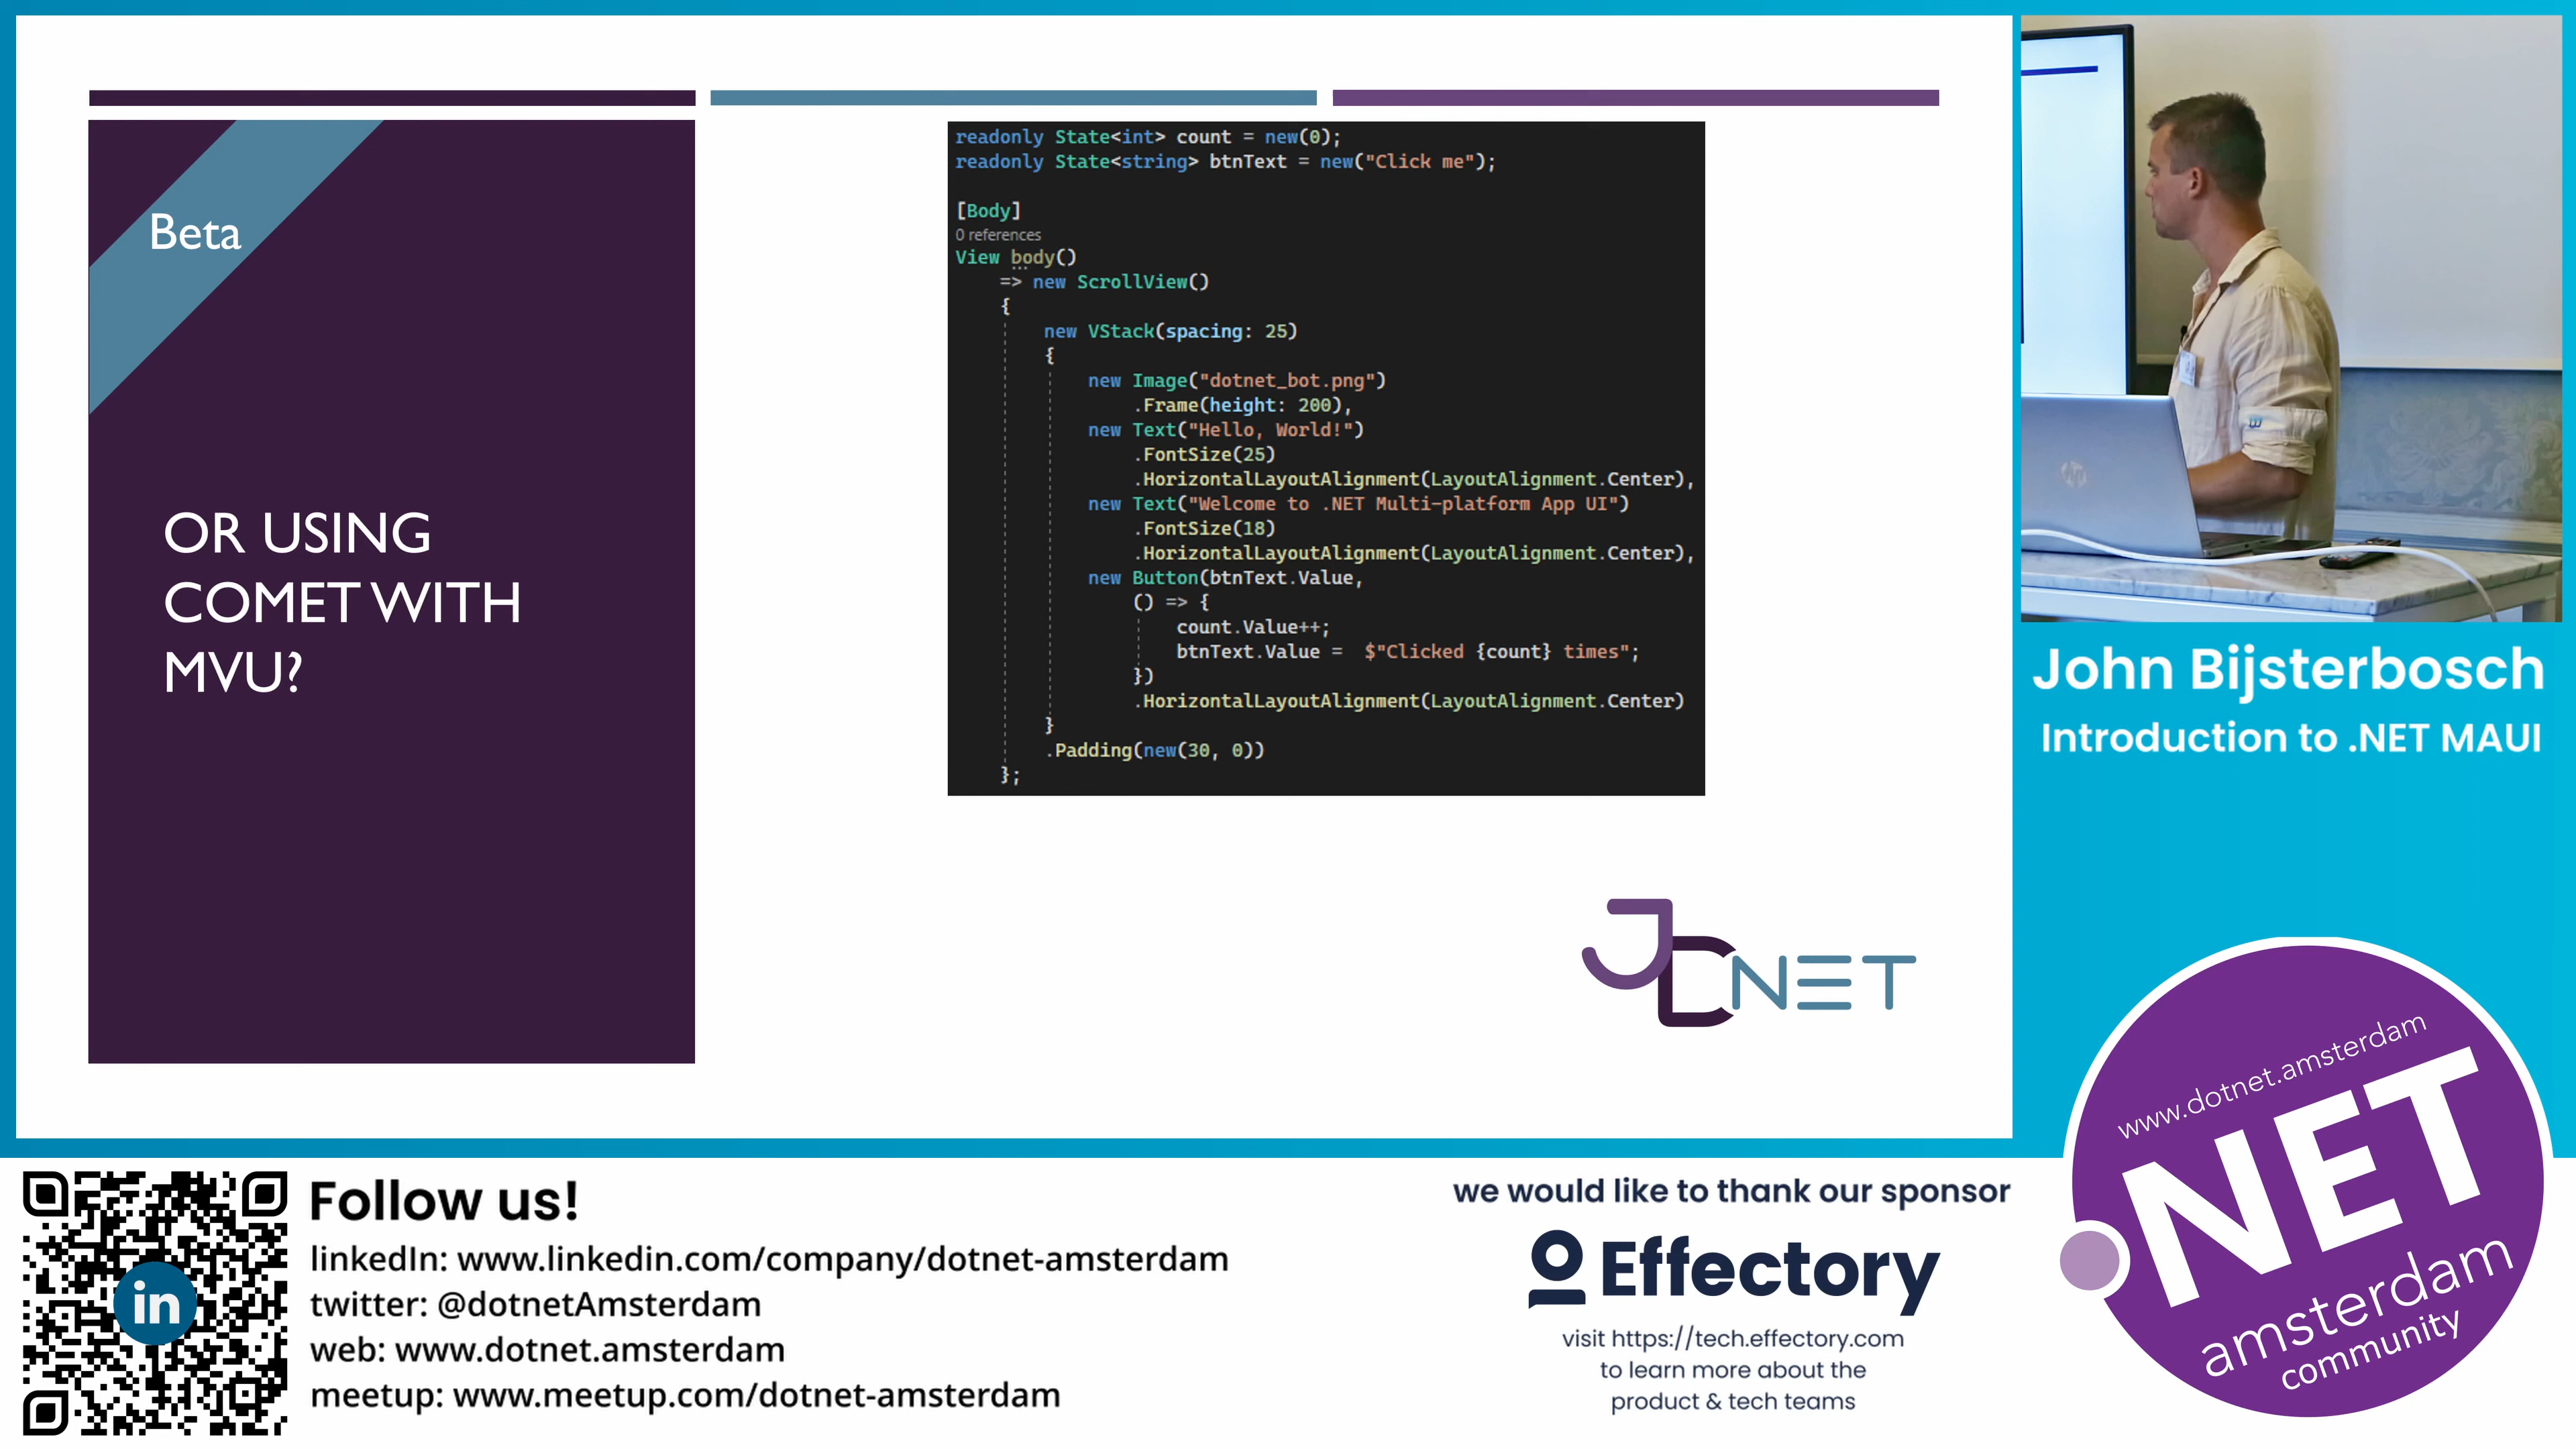 Beta
OR USING
COMET WITH
MVU?
readonly State<int> count = new(0);
readonly State<string> btnText = new("Click me");
[Body]
0 references
View body()
=> new ScrollView()
{
new VStack(spacing: 25)
{
new Image("dotnet_bot.png")
.Frame(height: 200),
new Text("Hello, World!")
.FontSize(25)
.HorizontalLayoutAlignment(LayoutAlignment.Center),
new Text("Welcome to .NET Multi-platform App UI")
.FontSize(18)
.HorizontalLayoutAlignment(LayoutAlignment.Center),
new Button(btnText.Value,
() => {
count.Value++;
btnText.Value =  $"Clicked {count} times";
})
.HorizontalLayoutAlignment(LayoutAlignment.Center)
}
.Padding(new(30, 0))
};
JDNET
hp
John Bijsterbosch
Introduction to .NET MAUI
www.dotnet.amsterdam
.NET
amsterdam
community
in
Follow us!
linkedIn: www.linkedin.com/company/dotnet-amsterdam
twitter: @dotnetAmsterdam
web: www.dotnet.amsterdam
meetup: www.meetup.com/dotnet-amsterdam
we would like to thank our sponsor
Effectory
visit https://tech.effectory.com
to learn more about the
product & tech teams